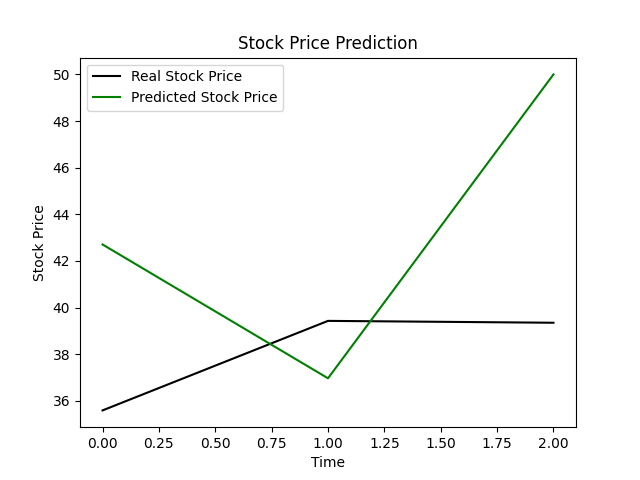 Stock Price Prediction
Real Stock Price
Predicted Stock Price
Stock Price
50
48
46
44
42
40
38
36
0.00 0.25 0.50 0.75 1.00 1.25 1.50 1.75 2.00
Time